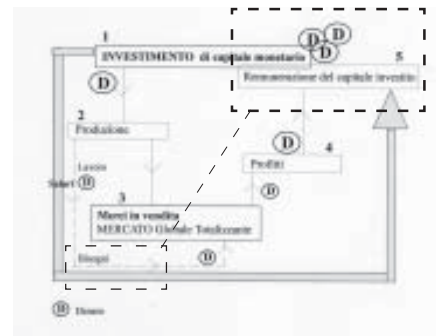 1
D D D
INVESTIMENTO di capitale monetario
D
5
Remunerazione del capitale investito
2
Produzione
D
4
Profitti
Lavoro
Salari D
D
3
Merci in vendita
MERCATO Globale Totalizzante
Bisogni
D
D Denaro